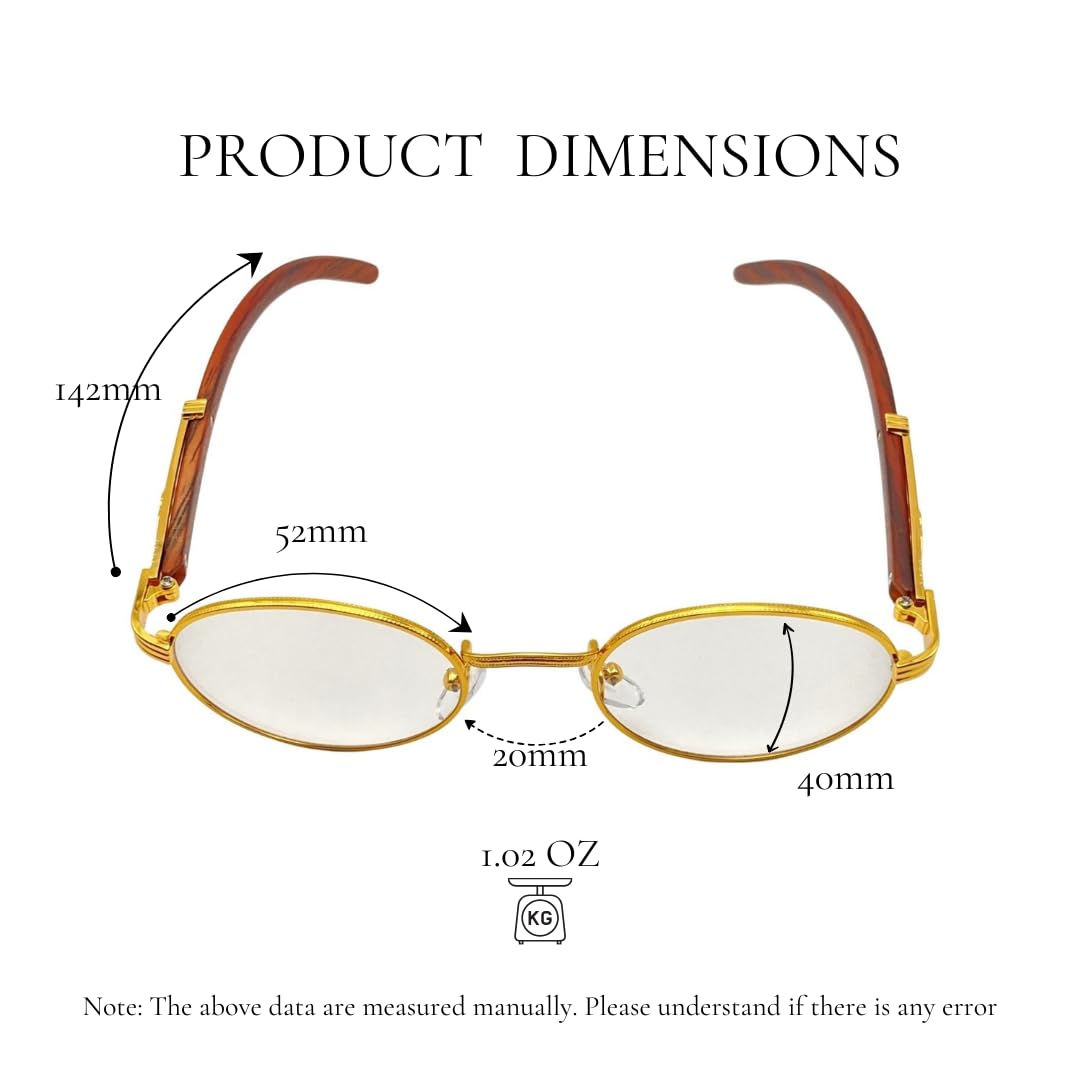 PRODUCT DIMENSIONS
142mm
52mm
20mm
40mm
1.02 OZ
KG
Note: The above data are measured manually. Please understand if there is any error